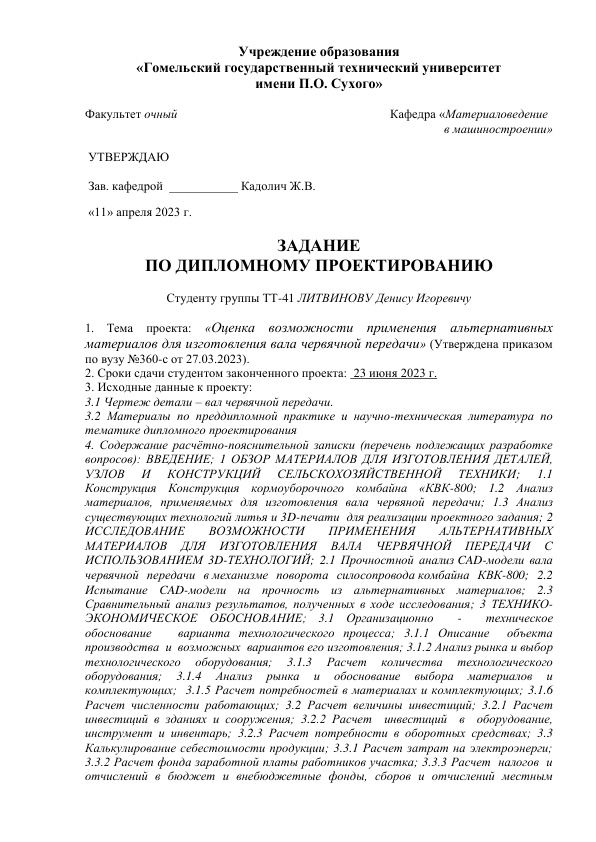 Учреждение образования
«Гомельский государственный технический университет
имени П.О. Сухого»
Факультет очный Кафедра «Материаловедение
в машиностроении»
УТВЕРЖДАЮ
Зав. кафедрой ___________ Кадолич Ж.В.
«11» апреля 2023 г.
ЗАДАНИЕ
ПО ДИПЛОМНОМУ ПРОЕКТИРОВАНИЮ
Студенту группы ТТ-41 ЛИТВИНОВУ Денису Игоревичу
1. Тема проекта: «Оценка возможности применения альтернативных
материалов для изготовления вала червячной передачи» (Утверждена приказом
по вузу №360-с от 27.03.2023).
2. Сроки сдачи студентом законченного проекта: 23 июня 2023 г.
3. Исходные данные к проекту:
3.1 Чертеж детали – вал червячной передачи.
3.2 Материалы по преддипломной практике и научно-техническая литература по
тематике дипломного проектирования
4. Содержание расчётно-пояснительной записки (перечень подлежащих разработке
вопросов): ВВЕДЕНИЕ; 1 ОБЗОР МАТЕРИАЛОВ ДЛЯ ИЗГОТОВЛЕНИЯ ДЕТАЛЕЙ,
УЗЛОВ И КОНСТРУКЦИЙ СЕЛЬСКОХОЗЯЙСТВЕННОЙ ТЕХНИКИ; 1.1
Конструкция Конструкция кормоуборочного комбайна «КВК-800; 1.2 Анализ
материалов, применяемых для изготовления вала червяной передачи; 1.3 Анализ
существующих технологий литья и 3D-печати для реализации проектного задания; 2
ИССЛЕДОВАНИЕ ВОЗМОЖНОСТИ ПРИМЕНЕНИЯ АЛЬТЕРНАТИВНЫХ
МАТЕРИАЛОВ ДЛЯ ИЗГОТОВЛЕНИЯ ВАЛА ЧЕРВЯЧНОЙ ПЕРЕДАЧИ С
ИСПОЛЬЗОВАНИЕМ 3D-ТЕХНОЛОГИЙ; 2.1 Прочностной анализ CAD-модели вала
червячной передачи в механизме поворота силосопровода комбайна КВК-800; 2.2
Испытание CAD-модели на прочность из альтернативных материалов; 2.3
Сравнительный анализ результатов, полученных в ходе исследования; 3 ТЕХНИКО-
ЭКОНОМИЧЕСКОЕ ОБОСНОВАНИЕ; 3.1 Организационно - техническое
обоснование варианта технологического процесса; 3.1.1 Описание объекта
производства и возможных вариантов его изготовления; 3.1.2 Анализ рынка и выбор
технологического оборудования; 3.1.3 Расчет количества технологического
оборудования; 3.1.4 Анализ рынка и обоснование выбора материалов и
комплектующих; 3.1.5 Расчет потребностей в материалах и комплектующих; 3.1.6
Расчет численности работающих; 3.2 Расчет величины инвестиций; 3.2.1 Расчет
инвестиций в зданиях и сооружения; 3.2.2 Расчет инвестиций в оборудование,
инструмент и инвентарь; 3.2.3 Расчет потребности в оборотных средствах; 3.3
Калькулирование себестоимости продукции; 3.3.1 Расчет затрат на электроэнерги;
3.3.2 Расчет фонда заработной платы работников участка; 3.3.3 Расчет налогов и
отчислений в бюджет и внебюджетные фонды, сборов и отчислений местным